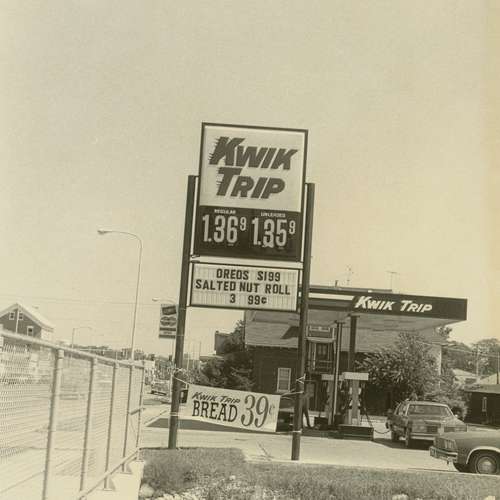 KWIK
TRIP
REGULAR UNLEADED
1.36⁹ 1.35⁹
OREOS $199
SALTED NUT ROLL
3 99¢
KWIK TRIP
KWIK TRIP
BREAD 39¢